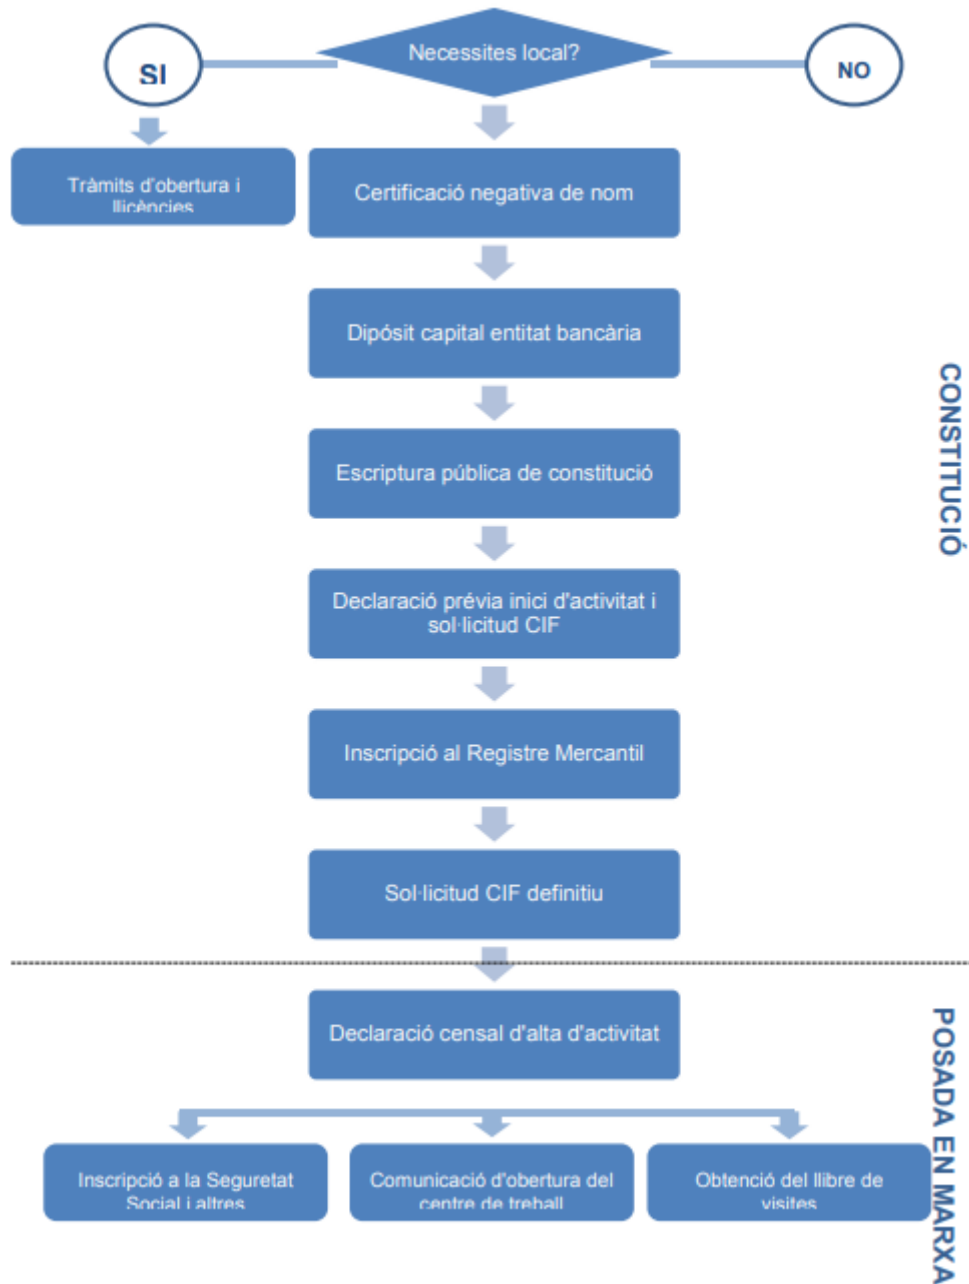 Necessites local?
SI
NO
Tràmits d'obertura i
llicències
Certificació negativa de nom
Dipòsit capital entitat bancària
Escriptura pública de constitució
Declaració prévia inici d'activitat i
sol·licitud CIF
Inscripció al Registre Mercantil
Sol·licitud CIF definitiu
CONSTITUCIÓ
Declaració censal d'alta d'activitat
Inscripció a la Seguretat
Social i altres
Comunicació d'obertura del
centre de treball
Obtenció del llibre de
visites
POSADA EN MARXA